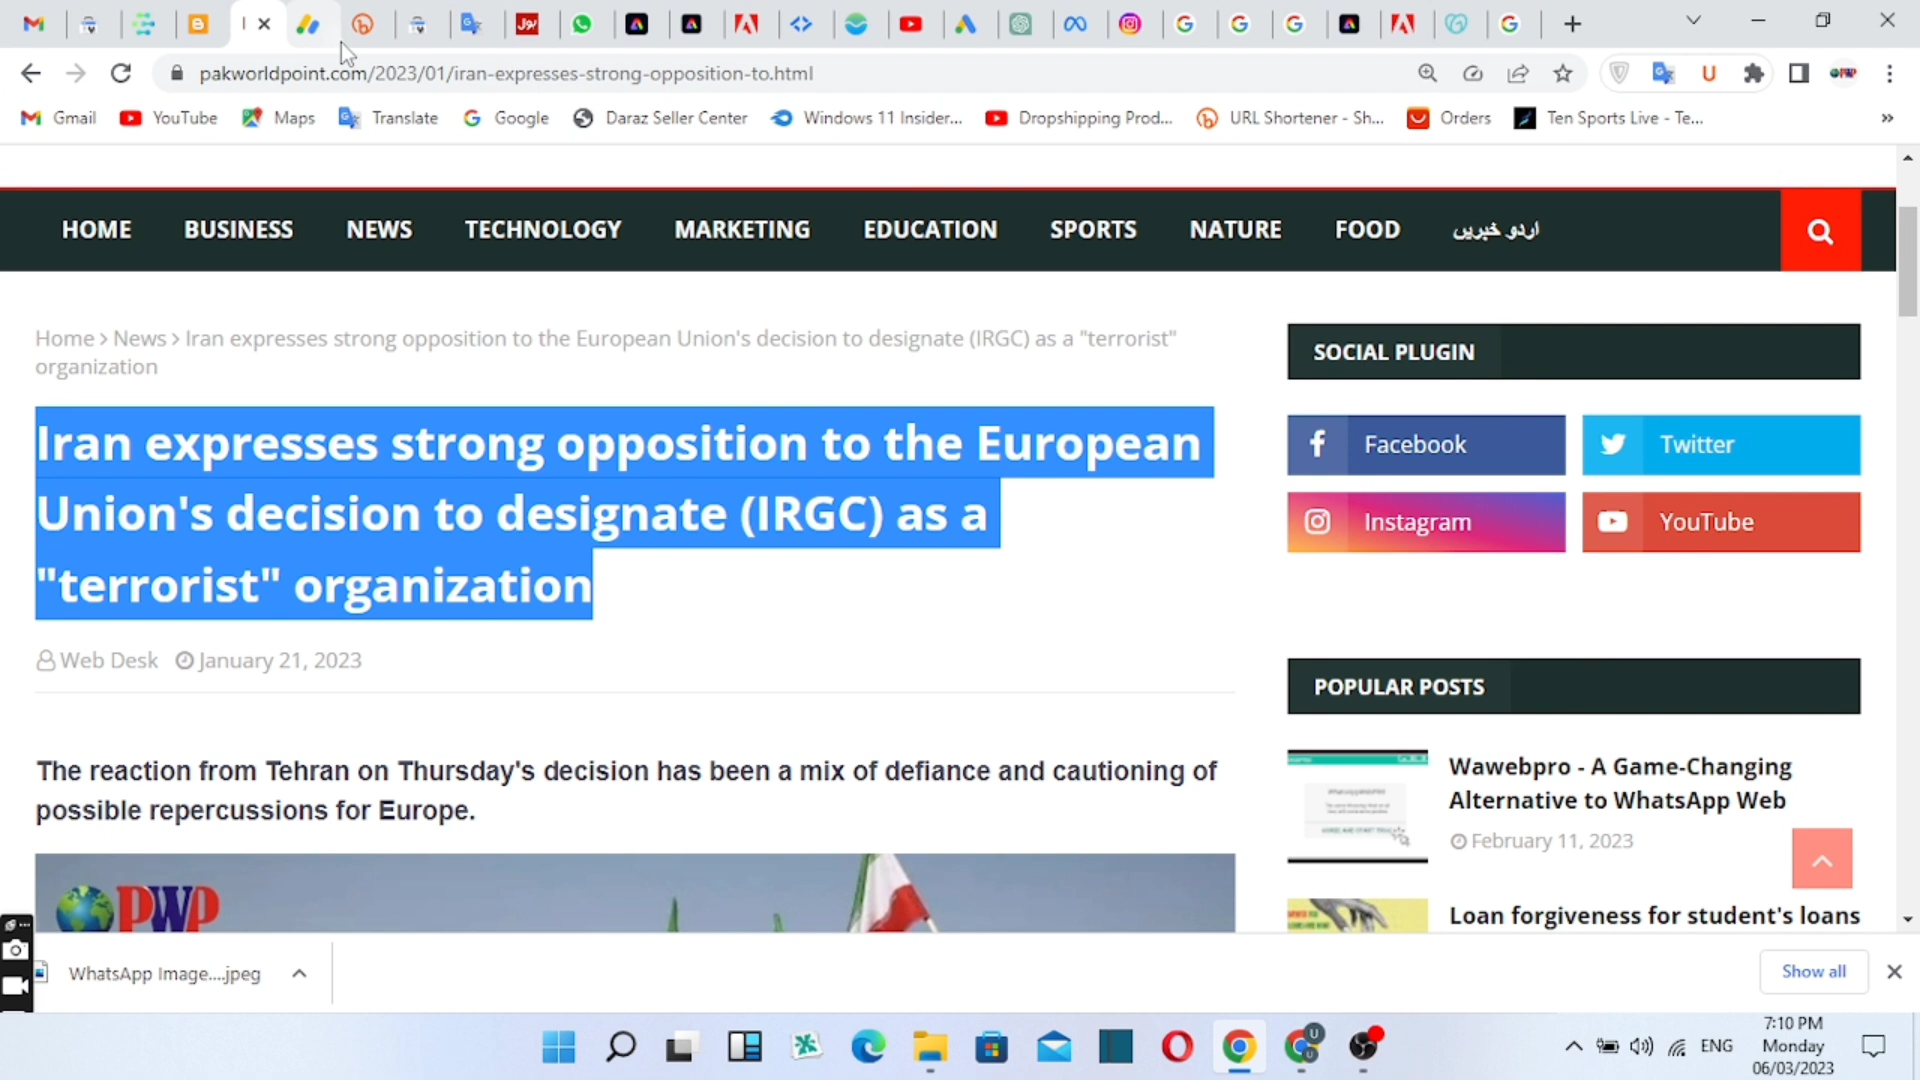 pakworldpoint.com/2023/01/iran-expresses-strong-opposition-to.html
Gmail YouTube Maps Translate Google Daraz Seller Center Windows 11 Insider... Dropshipping Prod... URL Shortener - Sh... Orders Ten Sports Live - Te... »
HOME BUSINESS NEWS TECHNOLOGY MARKETING EDUCATION SPORTS NATURE FOOD اردو خبریں
Home > News > Iran expresses strong opposition to the European Union's decision to designate (IRGC) as a "terrorist"
organization
Iran expresses strong opposition to the European
Union's decision to designate (IRGC) as a
"terrorist" organization
Web Desk January 21, 2023
The reaction from Tehran on Thursday's decision has been a mix of defiance and cautioning of
possible repercussions for Europe.
PWP
SOCIAL PLUGIN
Facebook Twitter
Instagram YouTube
POPULAR POSTS
Wawebpro - A Game-Changing
Alternative to WhatsApp Web
February 11, 2023
Loan forgiveness for student's loans
WhatsApp Image....jpeg
Show all
ENG
7:10 PM
Monday
06/03/2023